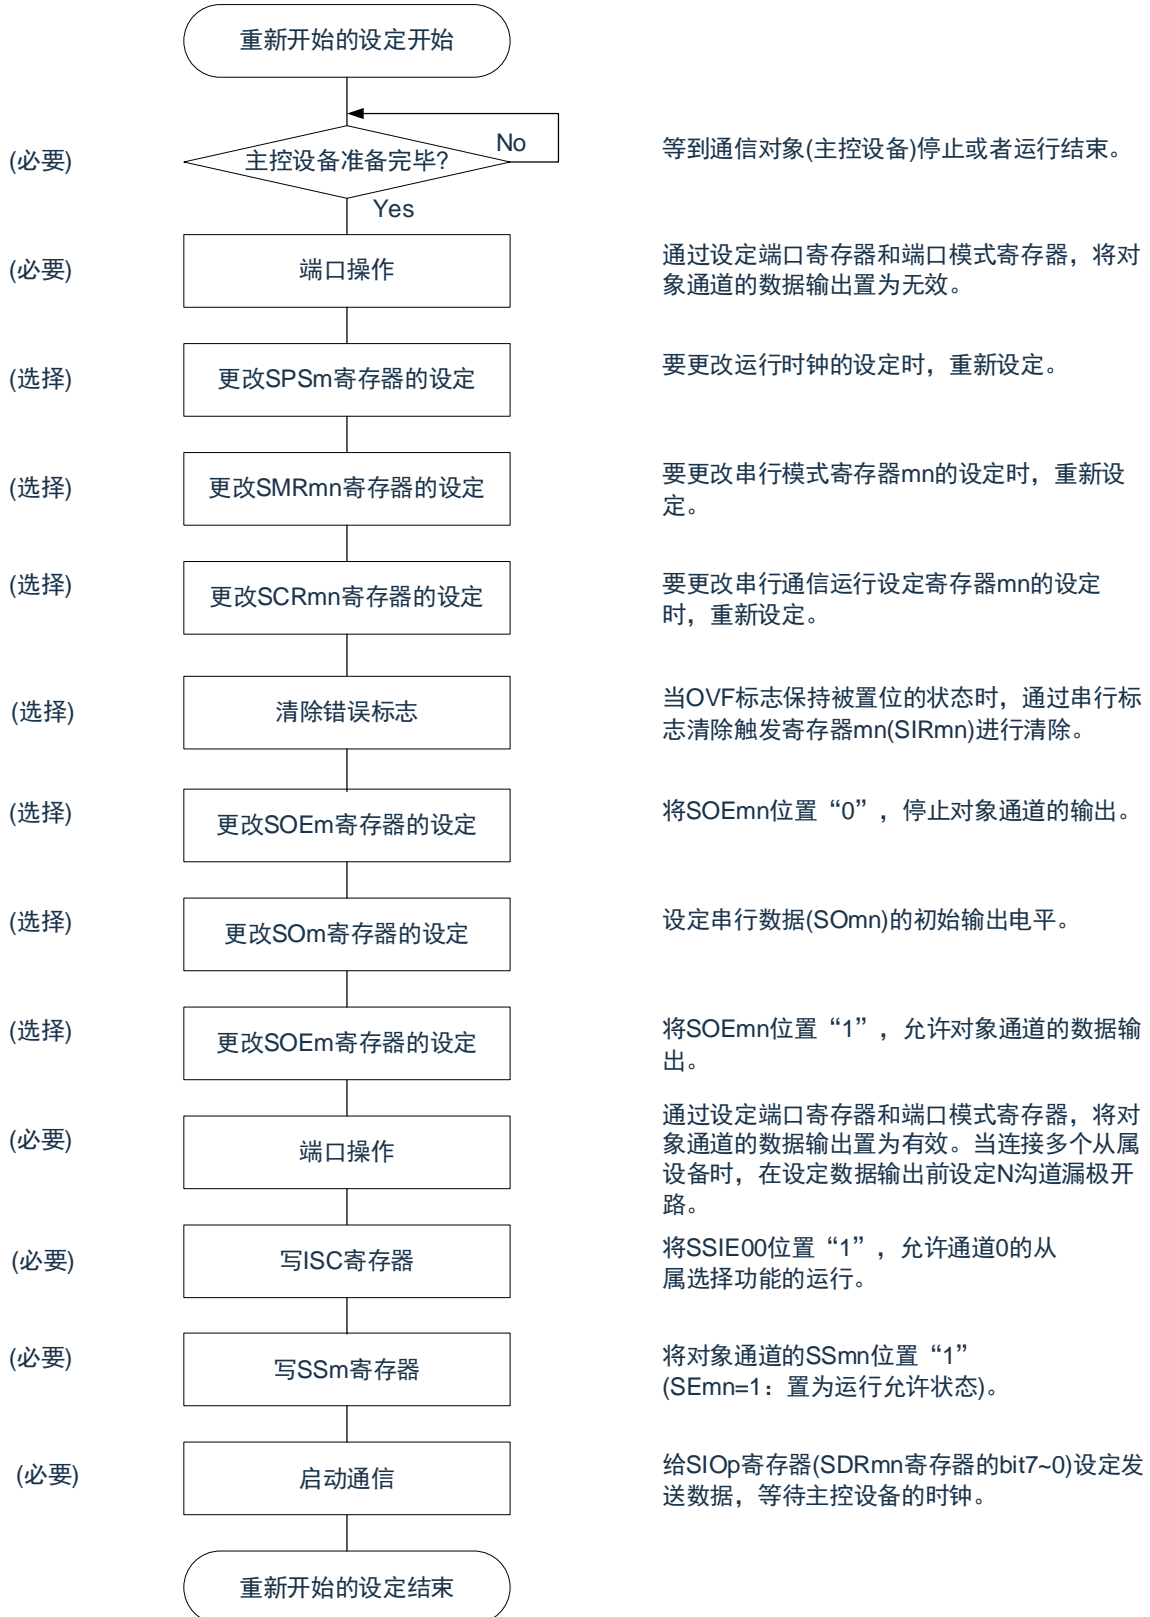 重新开始的设定开始
No
(必要)
主控设备准备完毕?
等到通信对象(主控设备)停止或者运行结束。
Yes
(必要)
端口操作
通过设定端口寄存器和端口模式寄存器，将对
象通道的数据输出置为无效。
(选择)
更改SPSm寄存器的设定
要更改运行时钟的设定时，重新设定。
(选择)
更改SMRmn寄存器的设定
要更改串行模式寄存器mn的设定时，重新设
定。
(选择)
更改SCRmn寄存器的设定
要更改串行通信运行设定寄存器mn的设定
时，重新设定。
(选择)
清除错误标志
当OVF标志保持被置位的状态时，通过串行标
志清除触发寄存器mn(SIRmn)进行清除。
(选择)
更改SOEm寄存器的设定
将SOEmn位置“0”，停止对象通道的输出。
(选择)
更改SOm寄存器的设定
设定串行数据(SOmn)的初始输出电平。
(选择)
更改SOEm寄存器的设定
将SOEmn位置“1”，允许对象通道的数据输
出。
(必要)
端口操作
通过设定端口寄存器和端口模式寄存器，将对
象通道的数据输出置为有效。当连接多个从属
设备时，在设定数据输出前设定N沟道漏极开
路。
(必要)
写ISC寄存器
将SSIE00位置“1”，允许通道0的从
属选择功能的运行。
(必要)
写SSm寄存器
将对象通道的SSmn位置“1”
(SEmn=1：置为运行允许状态)。
(必要)
启动通信
给SIOp寄存器(SDRmn寄存器的bit7~0)设定发
送数据，等待主控设备的时钟。
重新开始的设定结束